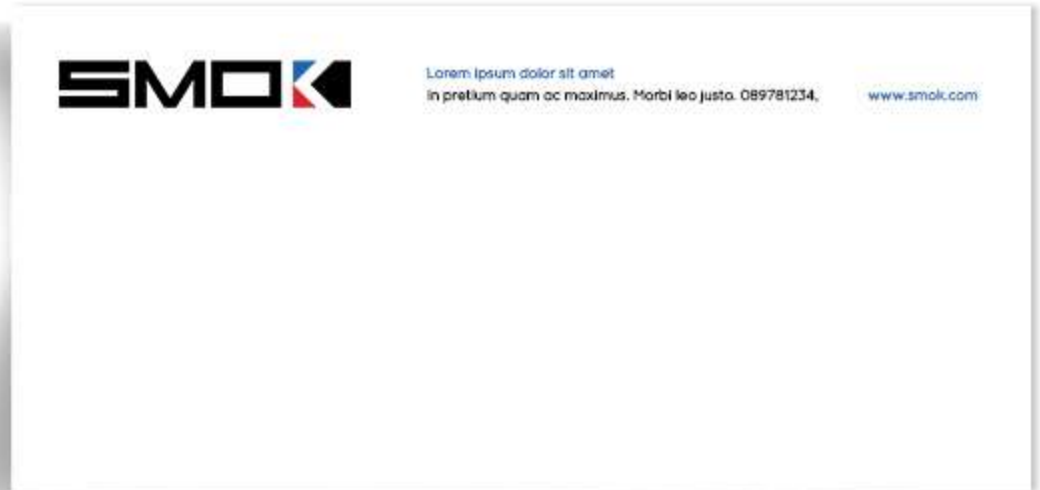 SMOK
Lorem ipsum dolor sit amet
In pretium quam ac maximus. Morbi leo justo. 089781234,
www.smok.com